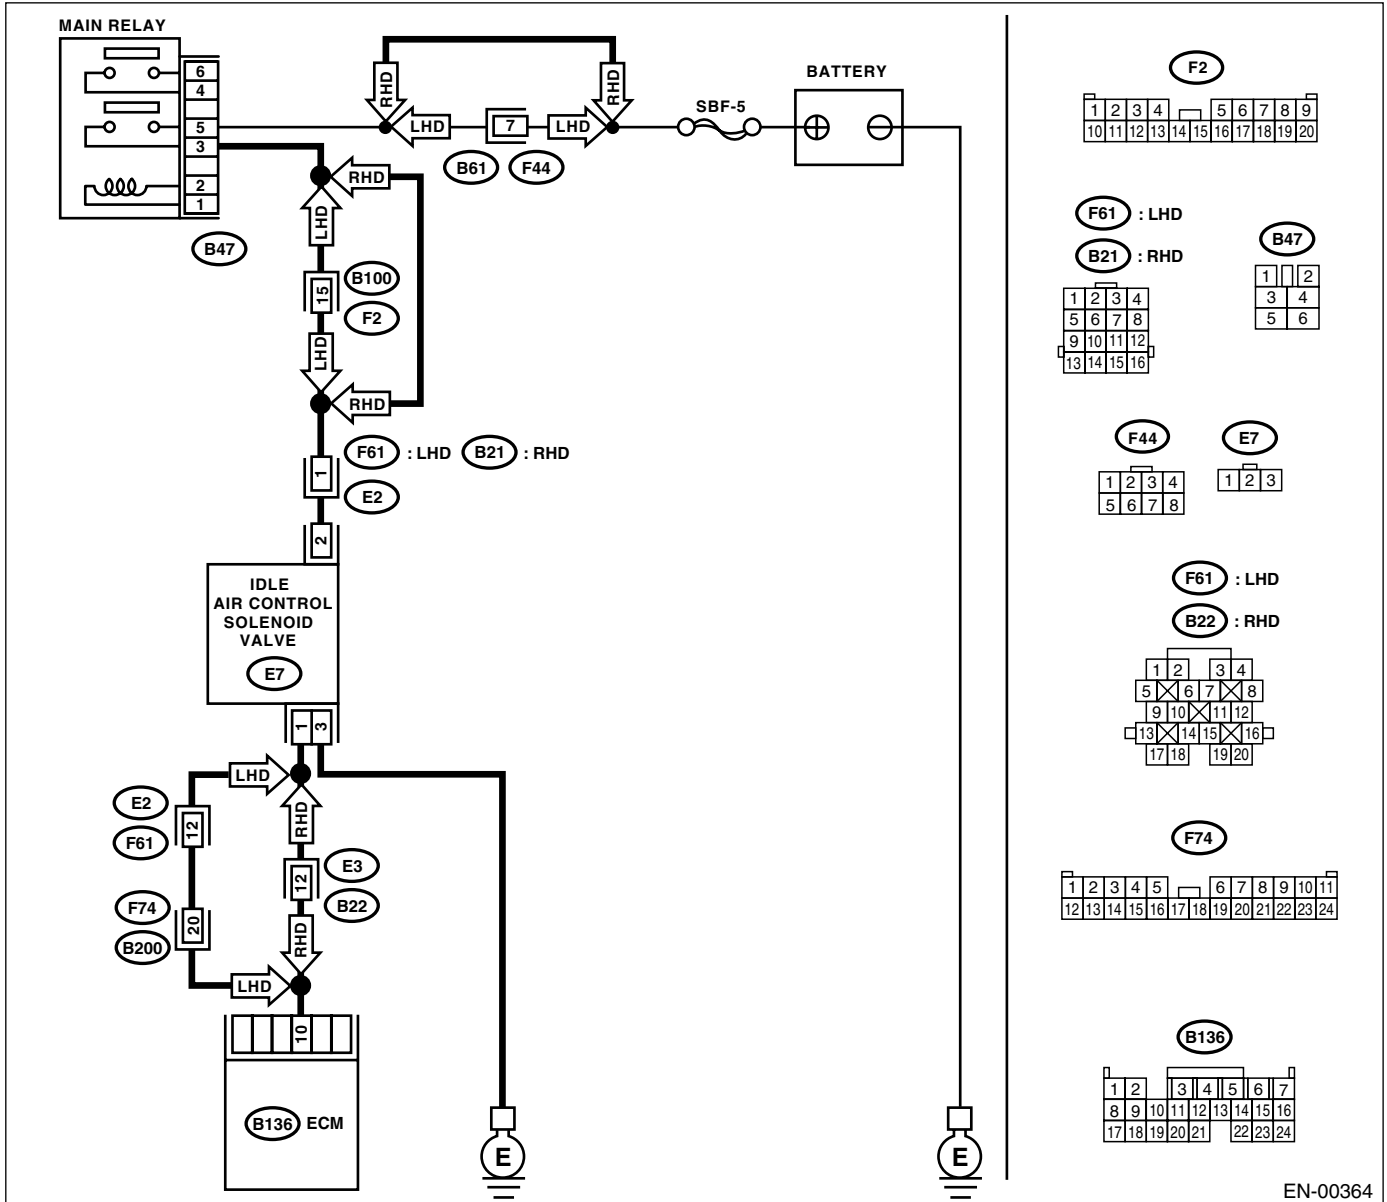 MAIN RELAY
6
4
5
3
2
1
B47
RHD
LHD
7
LHD
RHD
B61 F44
SBF-5
BATTERY
RHD
LHD
15
B100
F2
LHD
RHD
1
F61 : LHD B21 : RHD
E2
2
IDLE
AIR CONTROL
SOLENOID
VALVE
E7
1 3
LHD
RHD
E2
12
F61
12
E3
B22
F74
20
B200
RHD
LHD
10
B136 ECM
E
E
F2
1 2 3 4 5 6 7 8 9
10 11 12 13 14 15 16 17 18 19 20
F61 : LHD
B21 : RHD
1 2 3 4
5 6 7 8
9 10 11 12
13 14 15 16
B47
1 2
3 4
5 6
F44
1 2 3 4
5 6 7 8
E7
1 2 3
F61 : LHD
B22 : RHD
1 2 3 4
5 6 7 8
9 10 11 12
13 14 15 16
17 18 19 20
F74
1 2 3 4 5 6 7 8 9 10 11
12 13 14 15 16 17 18 19 20 21 22 23 24
B136
1 2 3 4 5 6 7
8 9 10 11 12 13 14 15 16
17 18 19 20 21 22 23 24
EN-00364